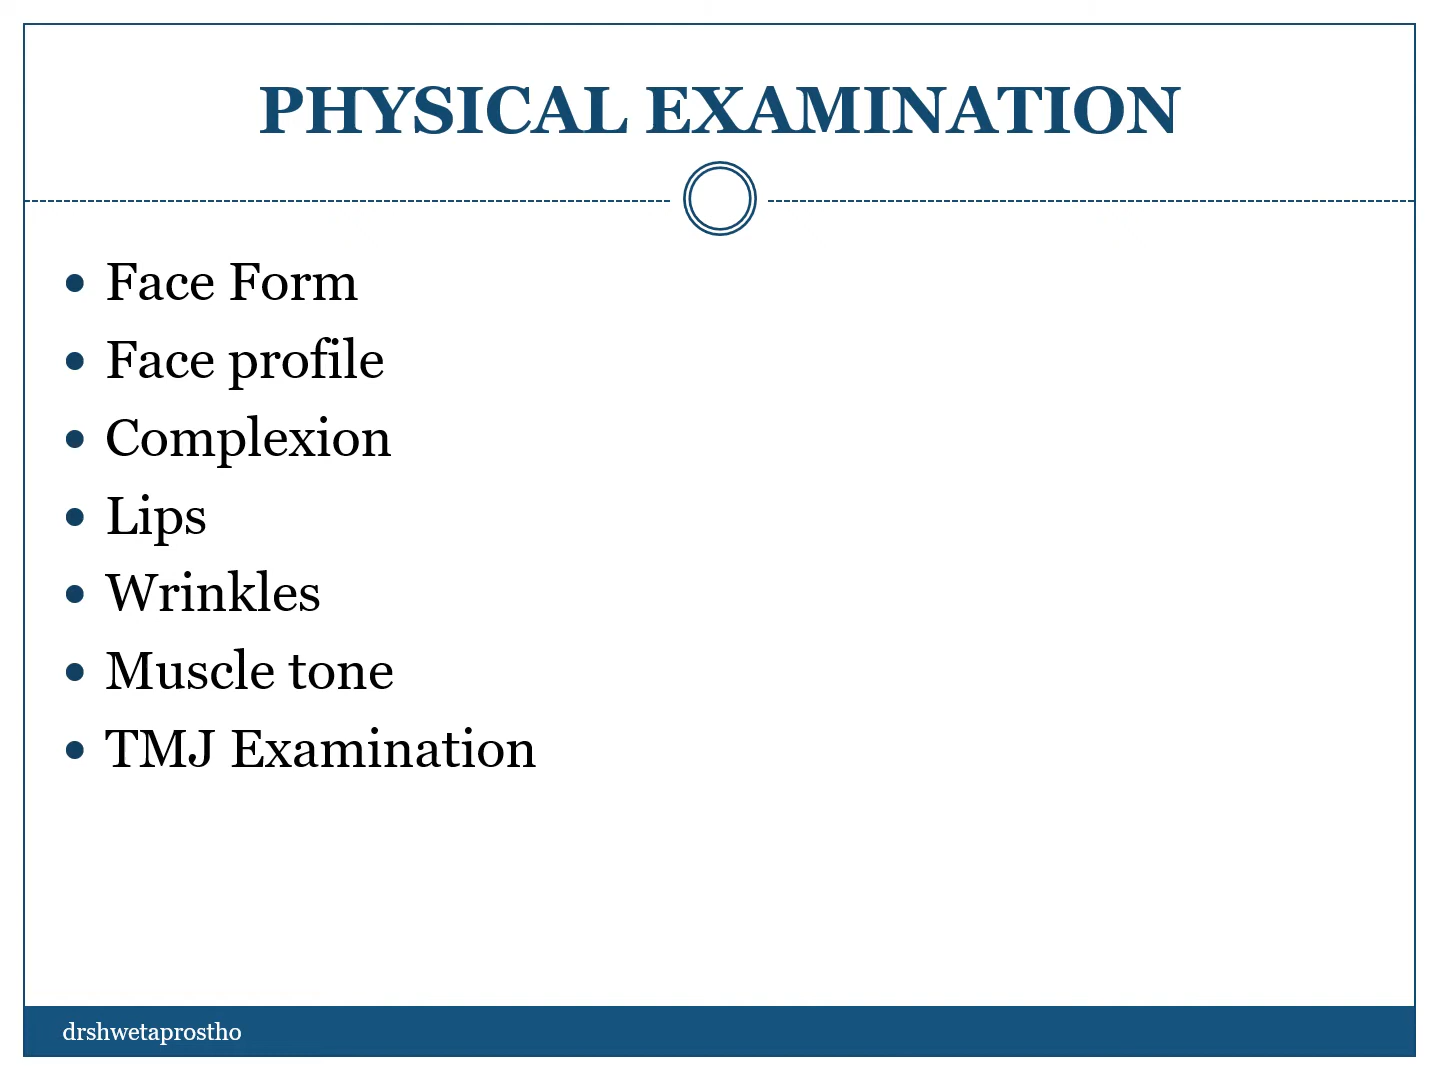 PHYSICAL EXAMINATION
• Face Form
• Face profile
• Complexion
• Lips
• Wrinkles
• Muscle tone
• TMJ Examination
drshwetaprostho